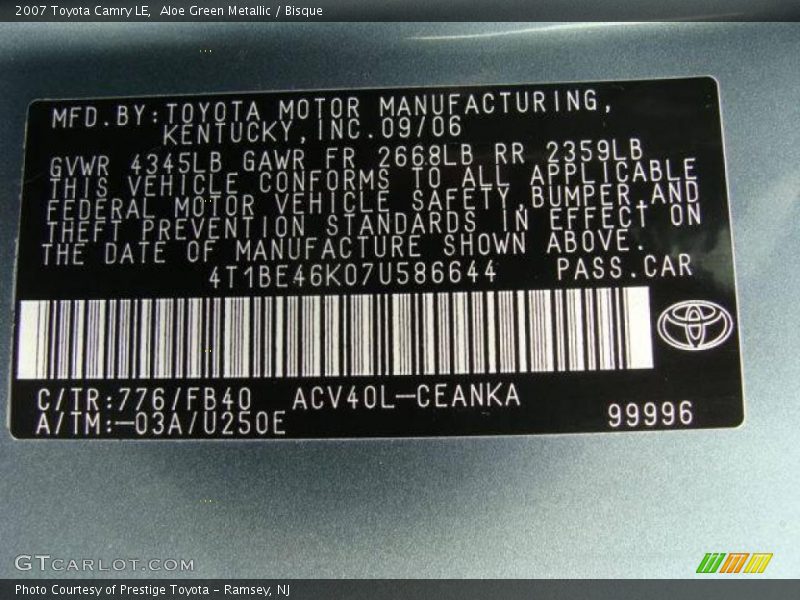 2007 Toyota Camry LE,  Aloe Green Metallic / Bisque
MFD.BY:TOYOTA MOTOR MANUFACTURING,
KENTUCKY,INC.09/06
GVWR 4345LB GAWR FR 2668LB RR 2359LB
THIS VEHICLE CONFORMS TO ALL APPLICABLE
FEDERAL MOTOR VEHICLE SAFETY,BUMPER,AND
THEFT PREVENTION STANDARDS IN EFFECT ON
THE DATE OF MANUFACTURE SHOWN ABOVE.
4T1BE46K07U586644 PASS.CAR
C/TR:776/FB40 ACV40L-CEANKA
A/TM:-03A/U250E 99996
GTCARLOT.COM
Photo Courtesy of Prestige Toyota - Ramsey, NJ